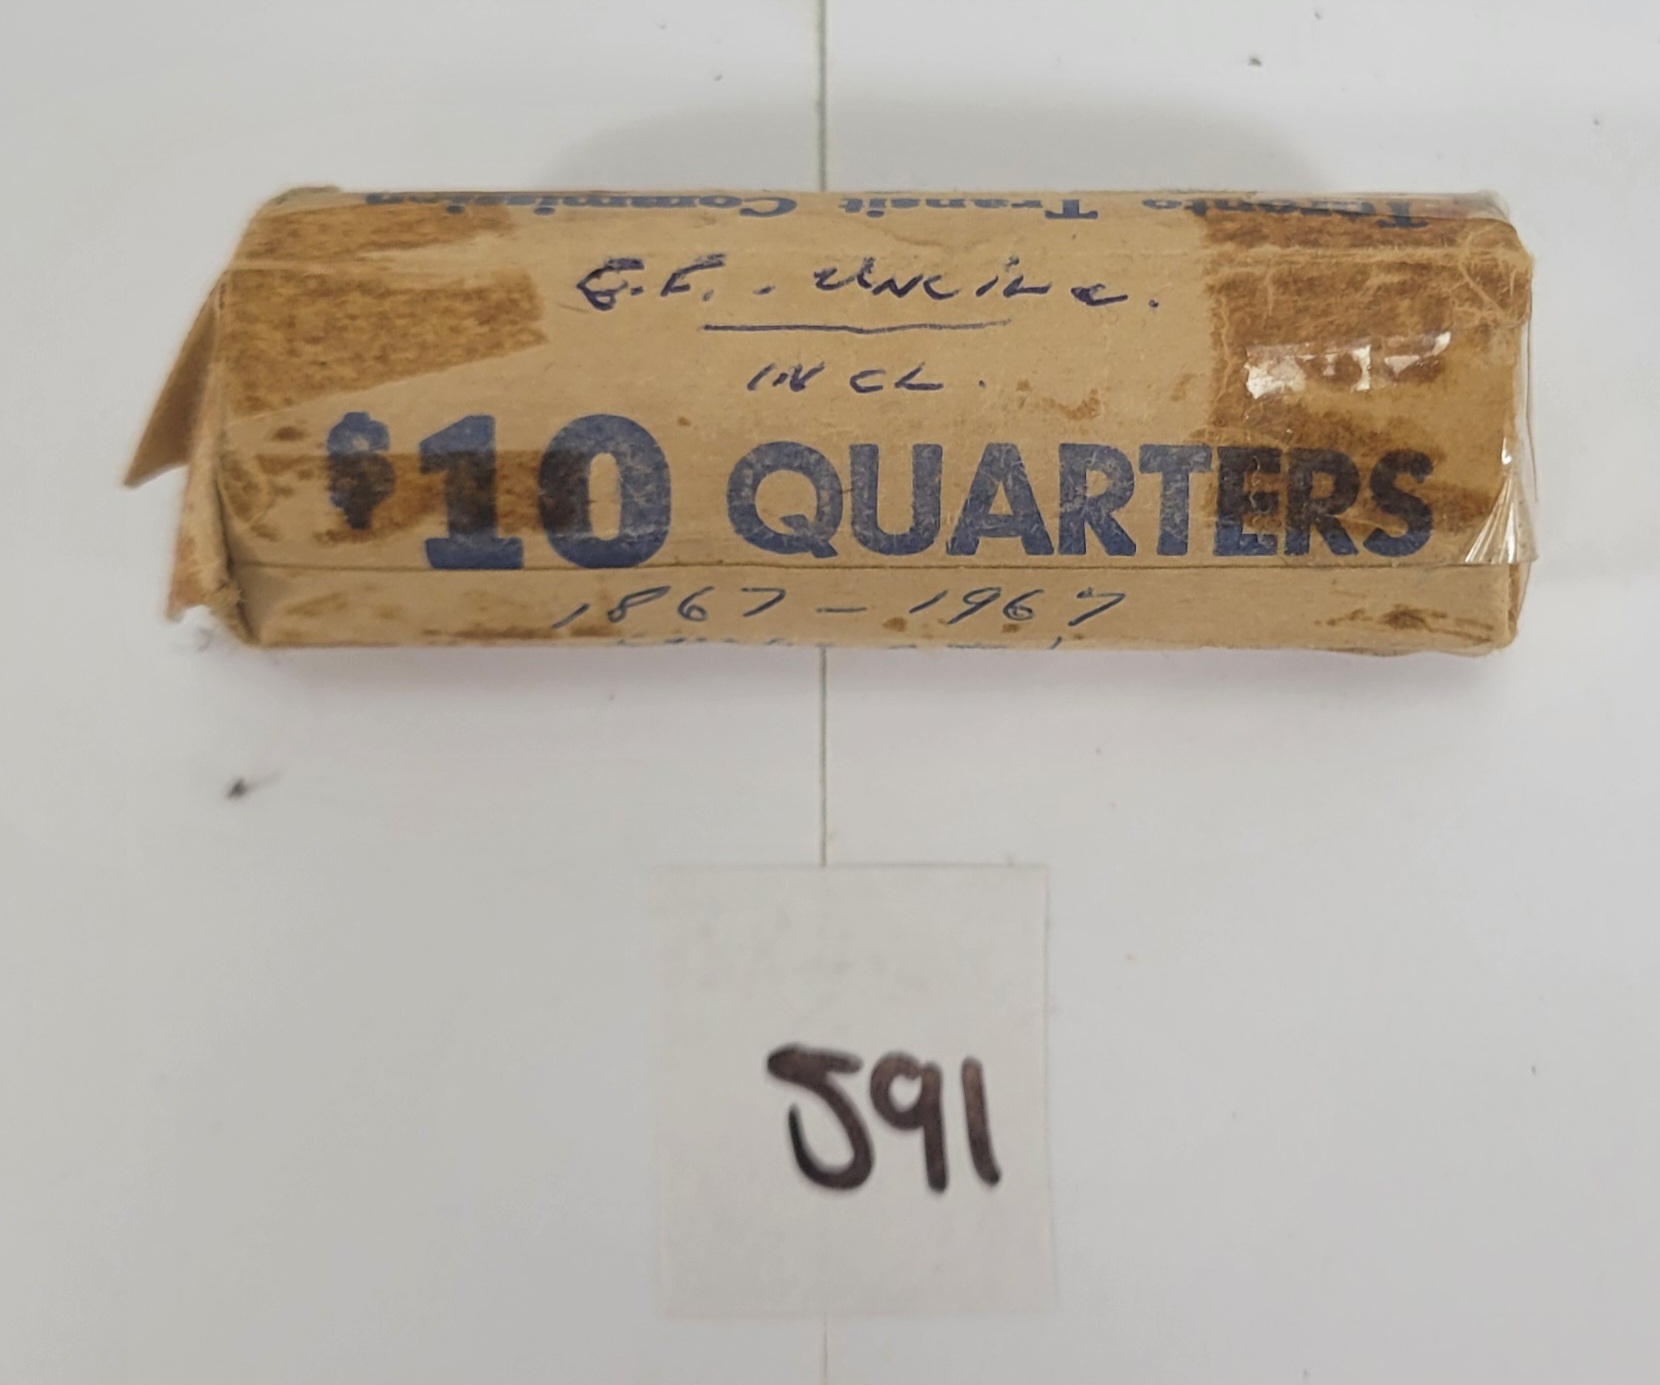 Toronto Transit Commission
INCL.
$10 QUARTERS
1867 - 1967
591